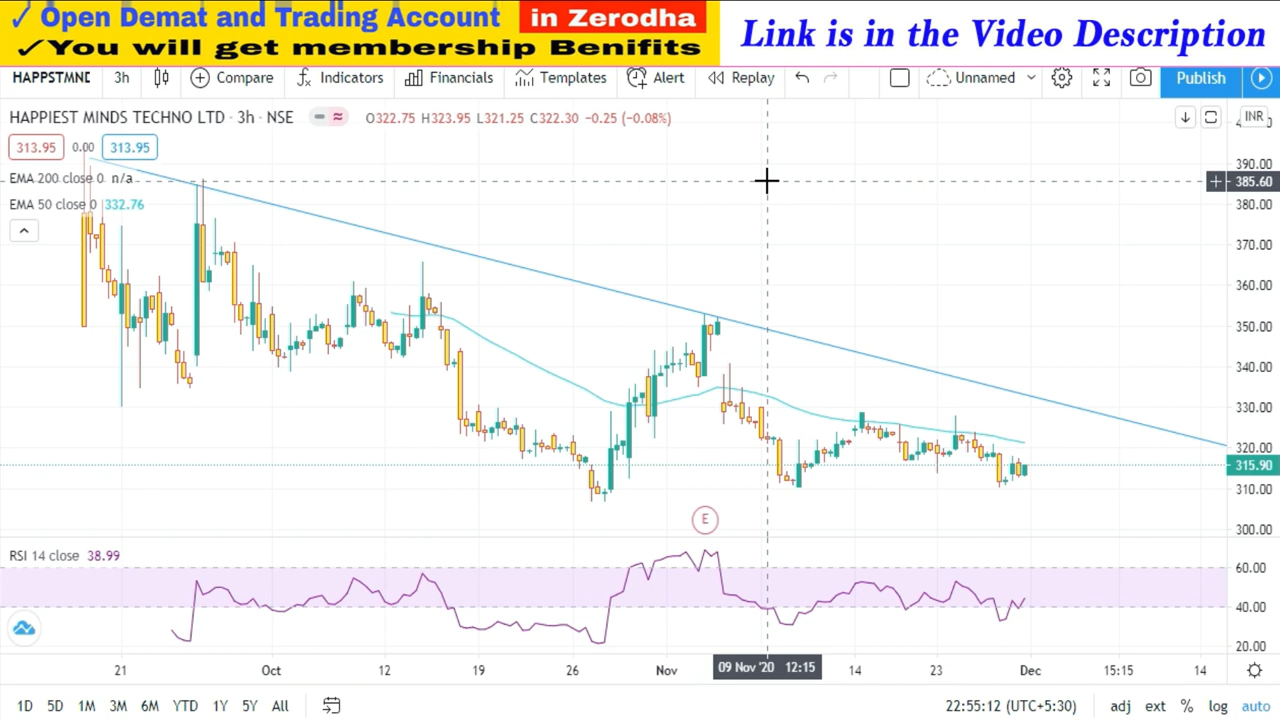 ✓ Open Demat and Trading Account in Zerodha
✓You will get membership Benifits
Link is in the Video Description
HAPPSTMND 3h Compare Indicators Financials Templates Alert Replay Unnamed Publish
HAPPIEST MINDS TECHNO LTD · 3h · NSE O322.75 H323.95 L321.25 C322.30 -0.25 (-0.08%) INR
313.95 0.00 313.95
390.00
EMA 200 close 0 n/a
385.60
380.00
EMA 50 close 0 332.76
370.00
360.00
350.00
340.00
330.00
320.00
315.90
310.00
E
300.00
RSI 14 close 38.99
60.00
40.00
20.00
21 Oct 12 19 26 Nov 09 Nov '20 12:15 14 23 Dec 15:15 14
1D 5D 1M 3M 6M YTD 1Y 5Y All 22:55:12 (UTC+5:30) adj ext % log auto